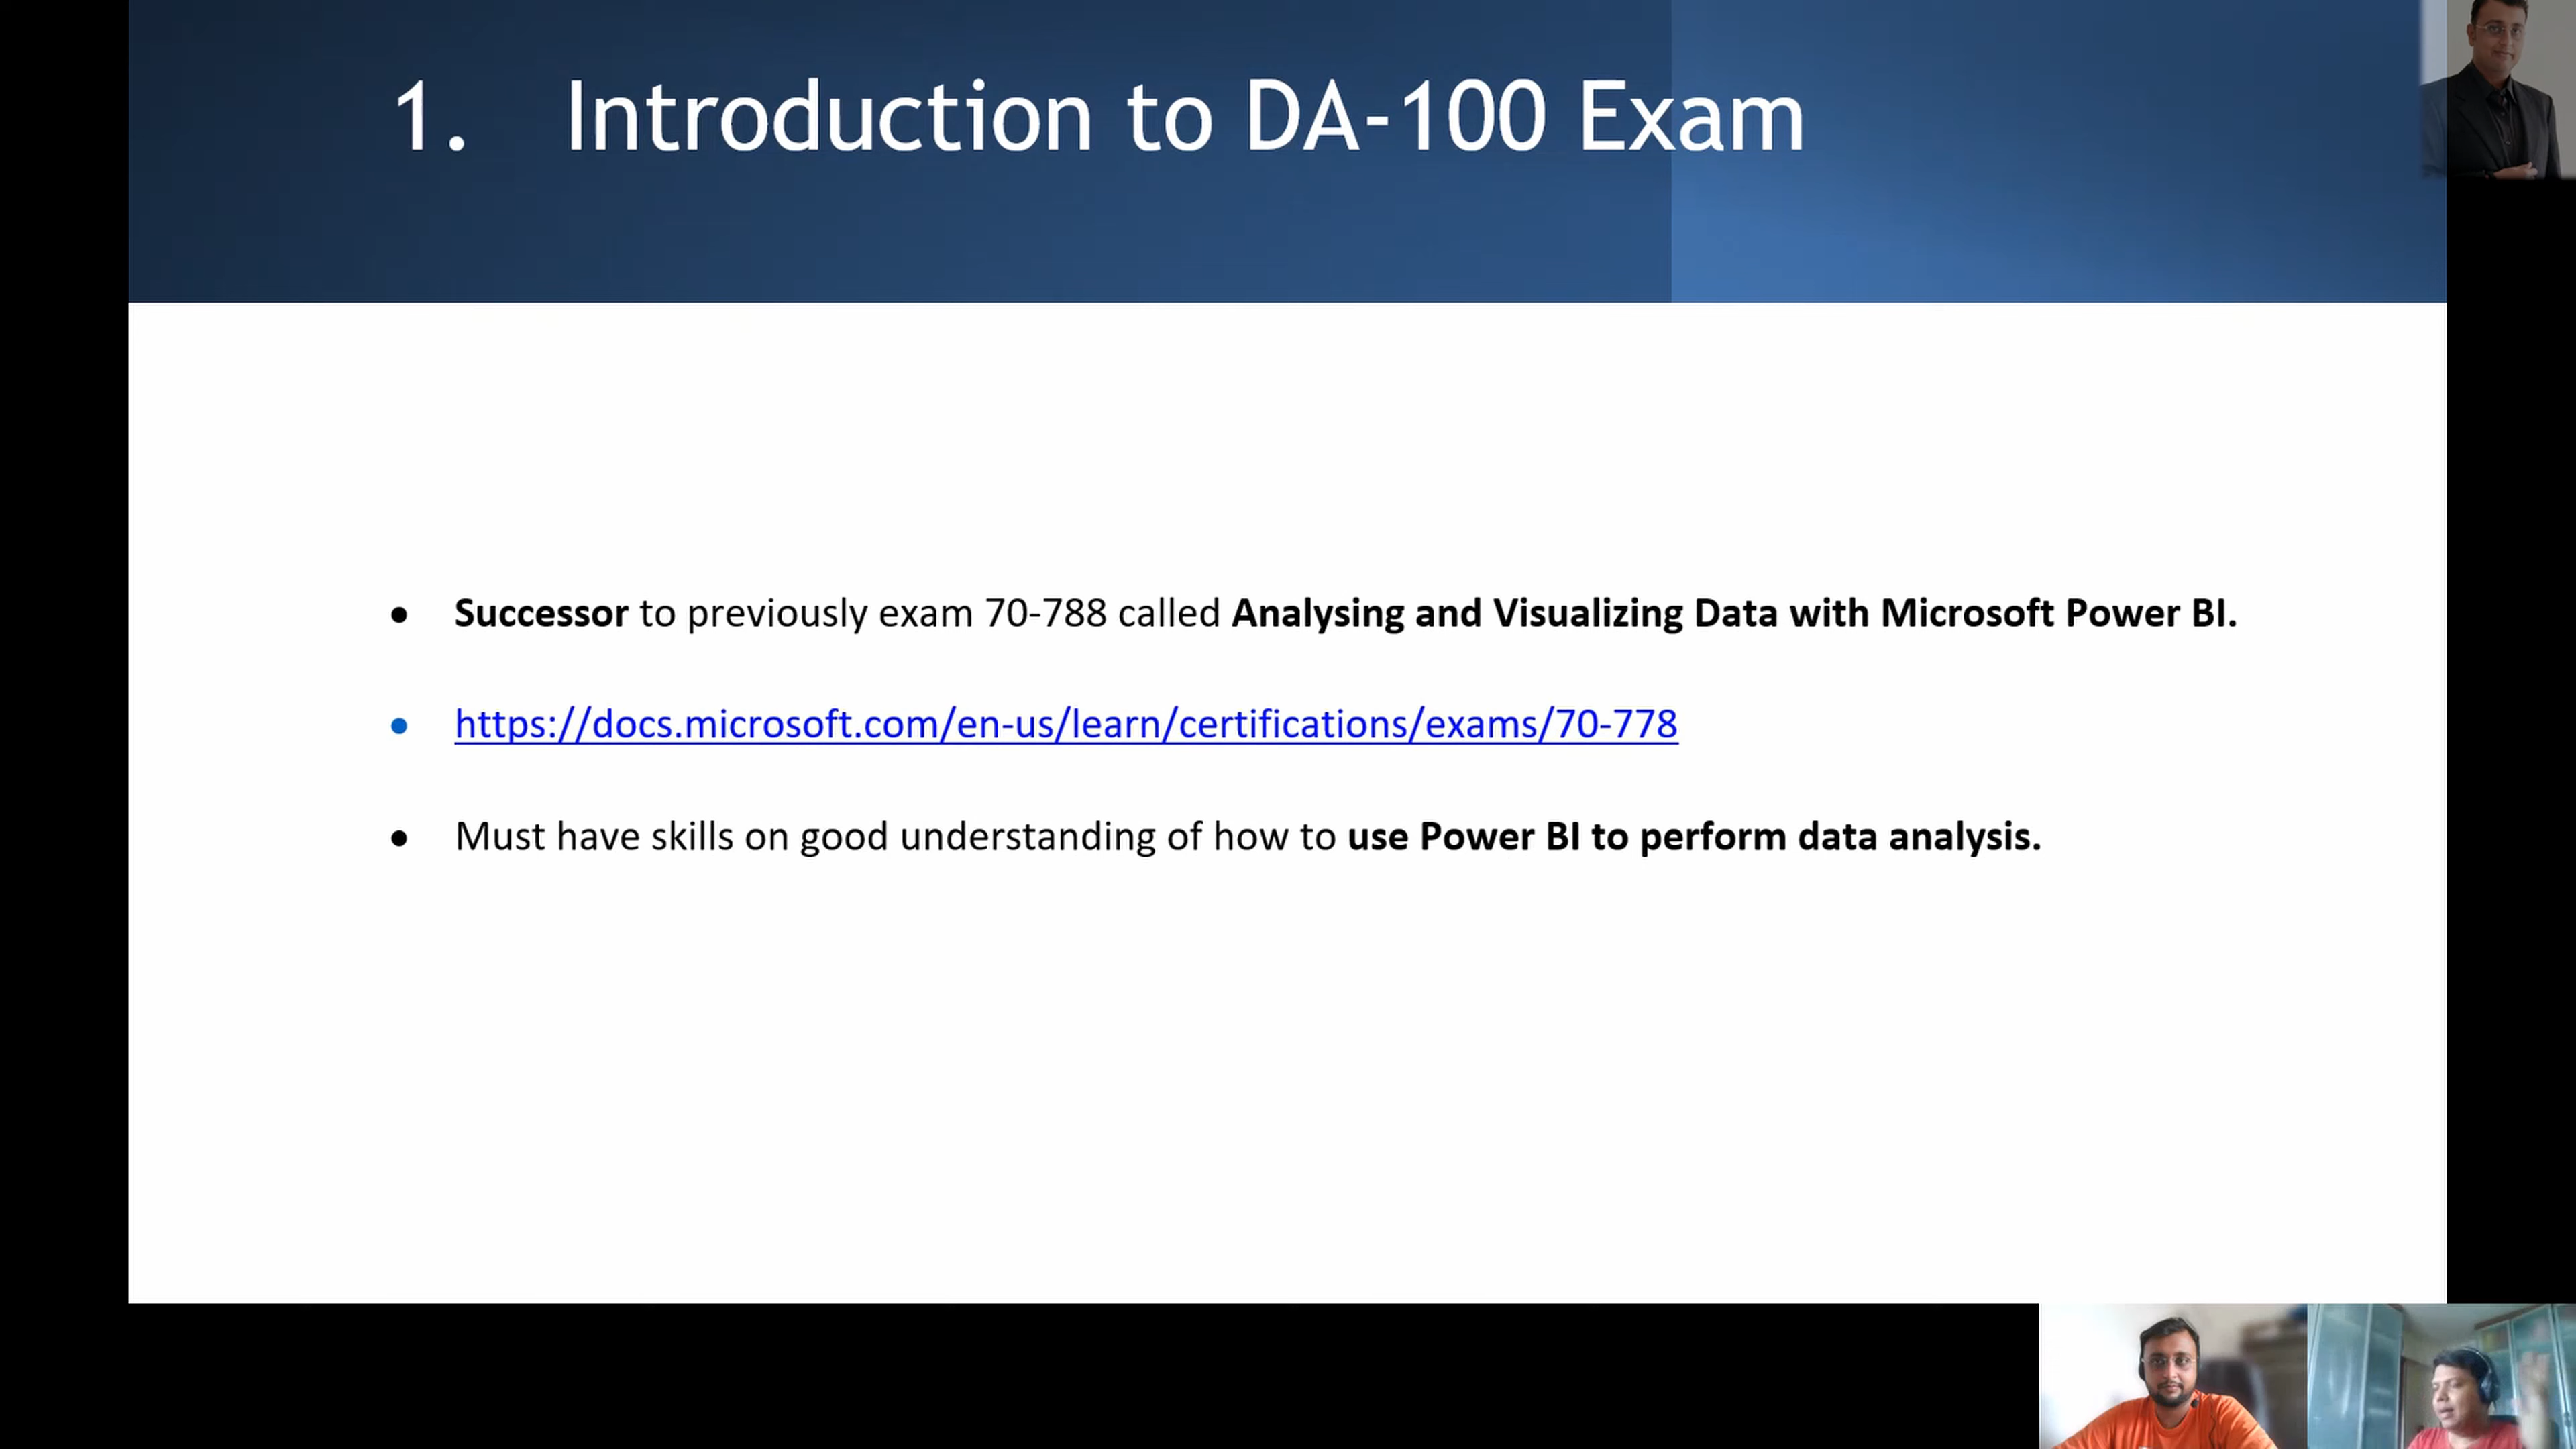 1. Introduction to DA-100 Exam
• Successor to previously exam 70-788 called Analysing and Visualizing Data with Microsoft Power BI.
• https://docs.microsoft.com/en-us/learn/certifications/exams/70-778
• Must have skills on good understanding of how to use Power BI to perform data analysis.